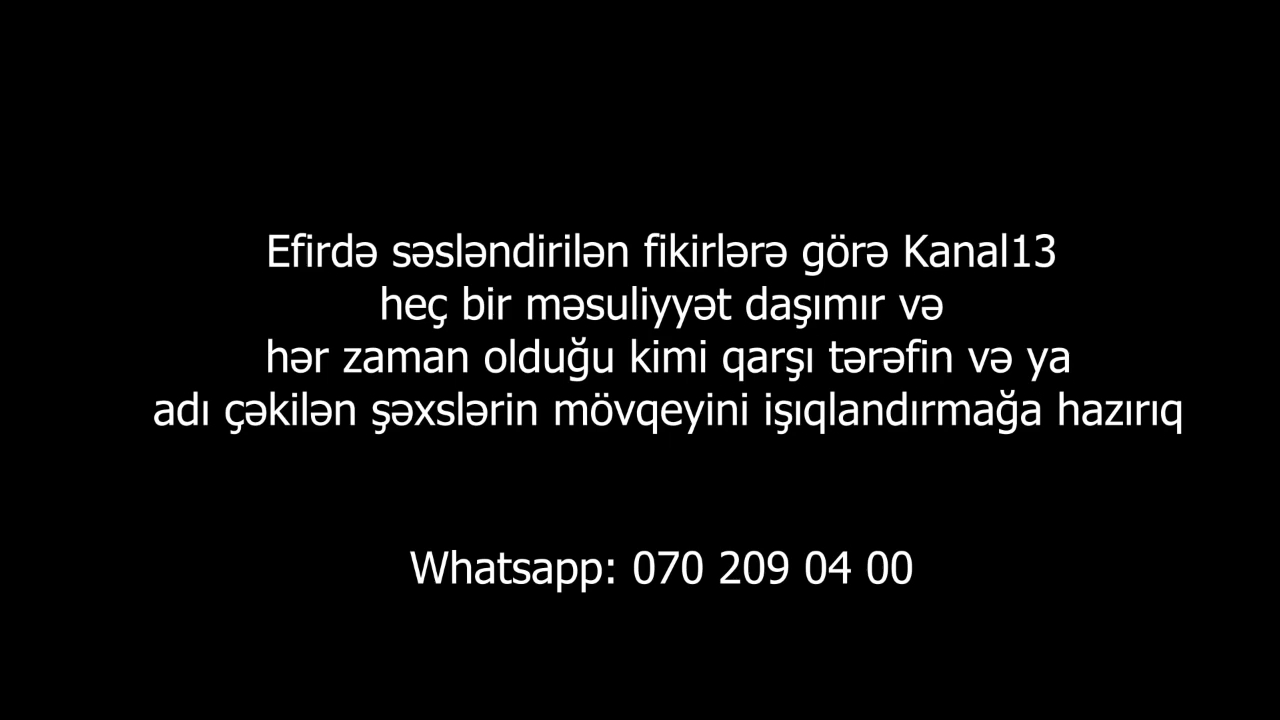 Efirdə səsləndirilən fikirlərə görə Kanal13
heç bir məsuliyyət daşımır və
hər zaman olduğu kimi qarşı tərəfin və ya
adı çəkilən şəxslərin mövqeyini işıqlandırmağa hazırıq
Whatsapp: 070 209 04 00